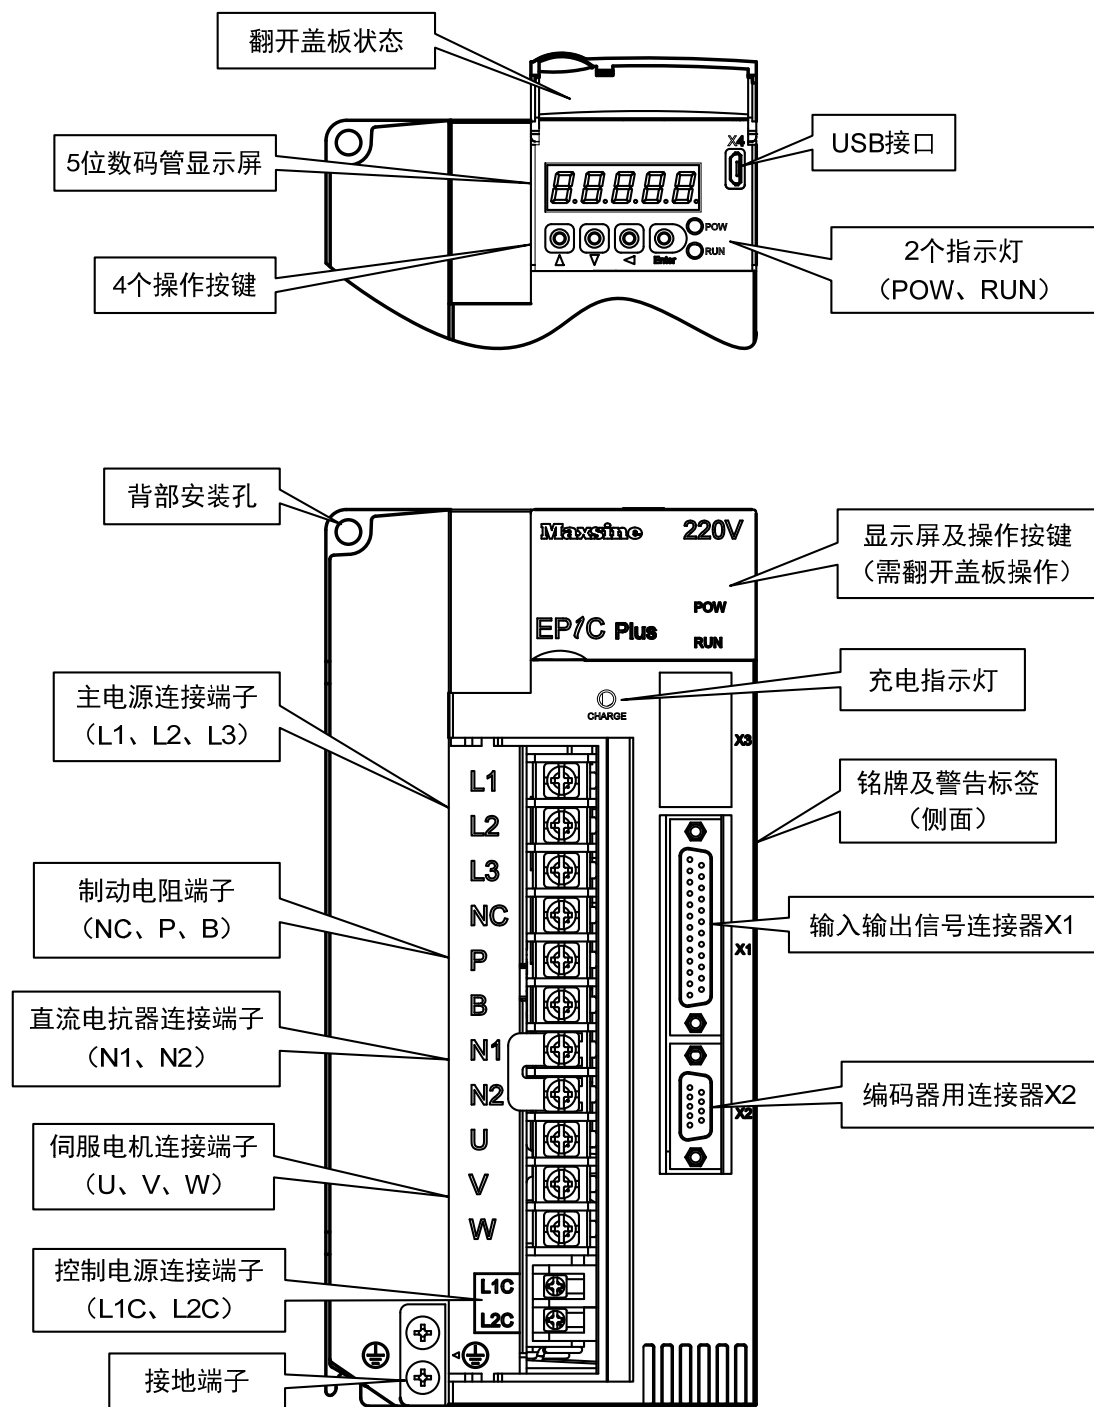 翻开盖板状态
5位数码管显示屏
4个操作按键
X4
USB接口
8.8.8.8.8.
POW
RUN
Enter
2个指示灯
（POW、RUN）
背部安装孔
Maxsine 220V
POW
EP1C Plus
RUN
显示屏及操作按键
（需翻开盖板操作）
CHARGE
充电指示灯
主电源连接端子
（L1、L2、L3）
X3
铭牌及警告标签
（侧面）
L1
L2
L3
NC
P
B
N1
N2
U
V
W
L1C
L2C
制动电阻端子
（NC、P、B）
X1
输入输出信号连接器X1
直流电抗器连接端子
（N1、N2）
X2
编码器用连接器X2
伺服电机连接端子
（U、V、W）
控制电源连接端子
（L1C、L2C）
接地端子